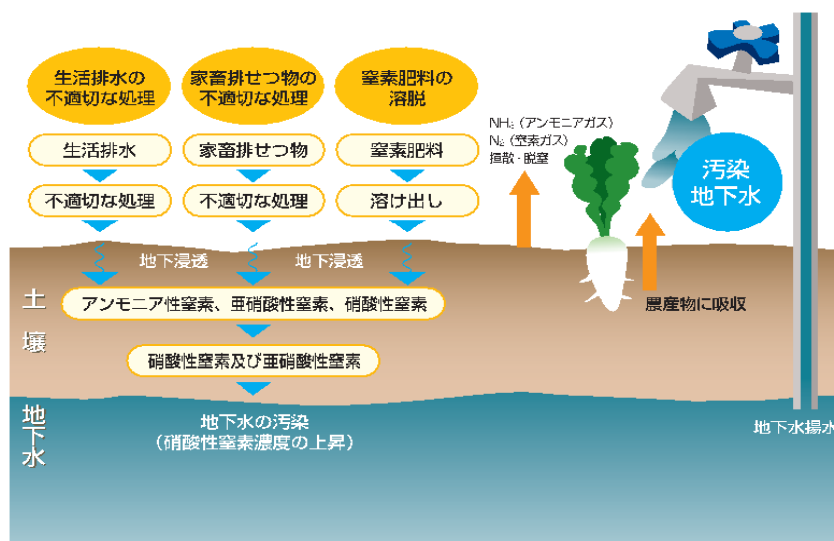 生活排水の
不適切な処理
家畜排せつ物の
不適切な処理
窒素肥料の
溶脱
生活排水
家畜排せつ物
窒素肥料
不適切な処理
不適切な処理
溶け出し
NH₃（アンモニアガス）
N₂（窒素ガス）
揮散・脱窒
汚染
地下水
地下浸透
地下浸透
土壌
アンモニア性窒素、亜硝酸性窒素、硝酸性窒素
農産物に吸収
硝酸性窒素及び亜硝酸性窒素
地下水
地下水の汚染
（硝酸性窒素濃度の上昇）
地下水揚水